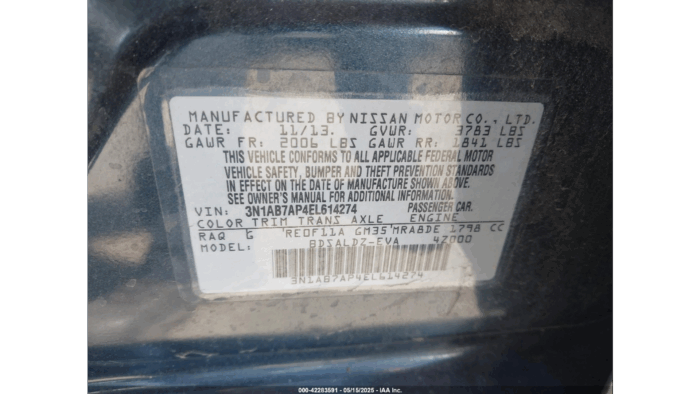 MANUFACTURED BY NISSAN MOTOR CO., LTD.
DATE: 11/13. GVWR: 3783 LBS
GAWR FR: 2006 LBS GAWR RR: 1841 LBS
THIS VEHICLE CONFORMS TO ALL APPLICABLE FEDERAL MOTOR
VEHICLE SAFETY, BUMPER AND THEFT PREVENTION STANDARDS
IN EFFECT ON THE DATE OF MANUFACTURE SHOWN ABOVE.
SEE OWNER'S MANUAL FOR ADDITIONAL INFORMATION.
VIN: 3N1AB7AP4EL614274 PASSENGER CAR.
COLOR TRIM TRANS AXLE ENGINE
RAQ G RE0F11A GM35 MRA8DE 1798 CC
MODEL: BDSALDZ-EVA 4Z000
3N1AB7AP4EL614274
000-42283591 - 05/15/2025 - IAA Inc.